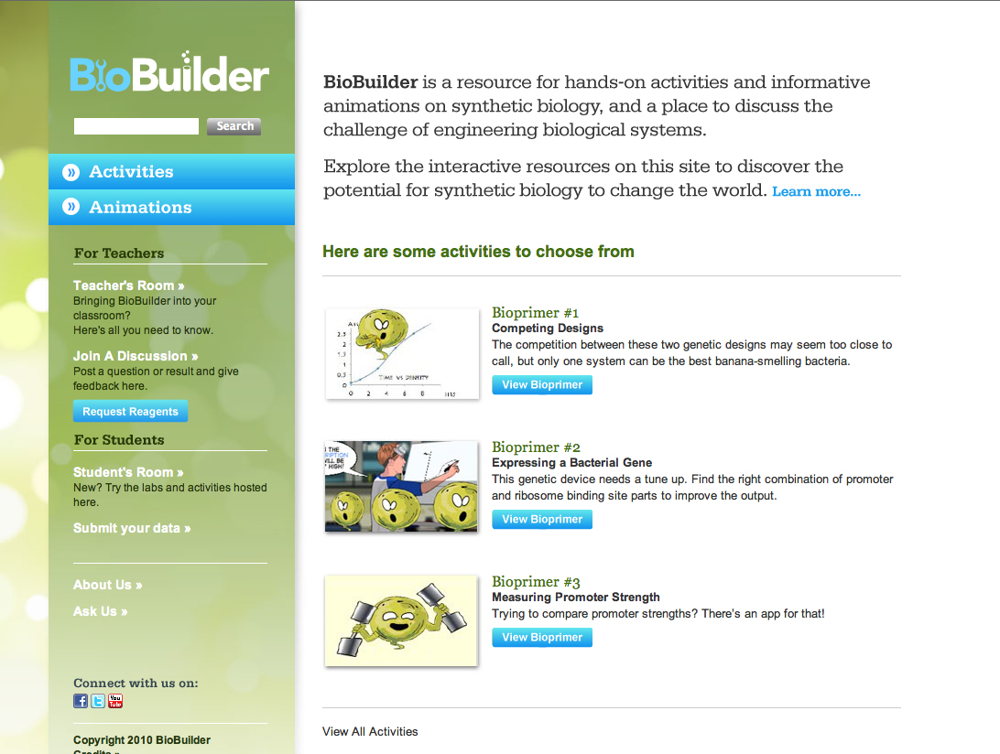 BioBuilder
Search
Activities
Animations
For Teachers
Teacher's Room »
Bringing BioBuilder into your
classroom?
Here's all you need to know.
Join A Discussion »
Post a question or result and give
feedback here.
Request Reagents
For Students
Student's Room »
New? Try the labs and activities hosted
here.
Submit your data »
About Us »
Ask Us »
Connect with us on:
You
Tube
Copyright 2010 BioBuilder
Credits »
BioBuilder is a resource for hands-on activities and informative
animations on synthetic biology, and a place to discuss the
challenge of engineering biological systems.
Explore the interactive resources on this site to discover the
potential for synthetic biology to change the world. Learn more...
Here are some activities to choose from
2.5
2
1.5
1
0.5
0
TIME VS DENSITY
0 2 4 6 8 HRS
Bioprimer #1
Competing Designs
The competition between these two genetic designs may seem too close to
call, but only one system can be the best banana-smelling bacteria.
View Bioprimer
THE
RIPTION
ILL BE
HIGH!
Bioprimer #2
Expressing a Bacterial Gene
This genetic device needs a tune up. Find the right combination of promoter
and ribosome binding site parts to improve the output.
View Bioprimer
Bioprimer #3
Measuring Promoter Strength
Trying to compare promoter strengths? There's an app for that!
View Bioprimer
View All Activities